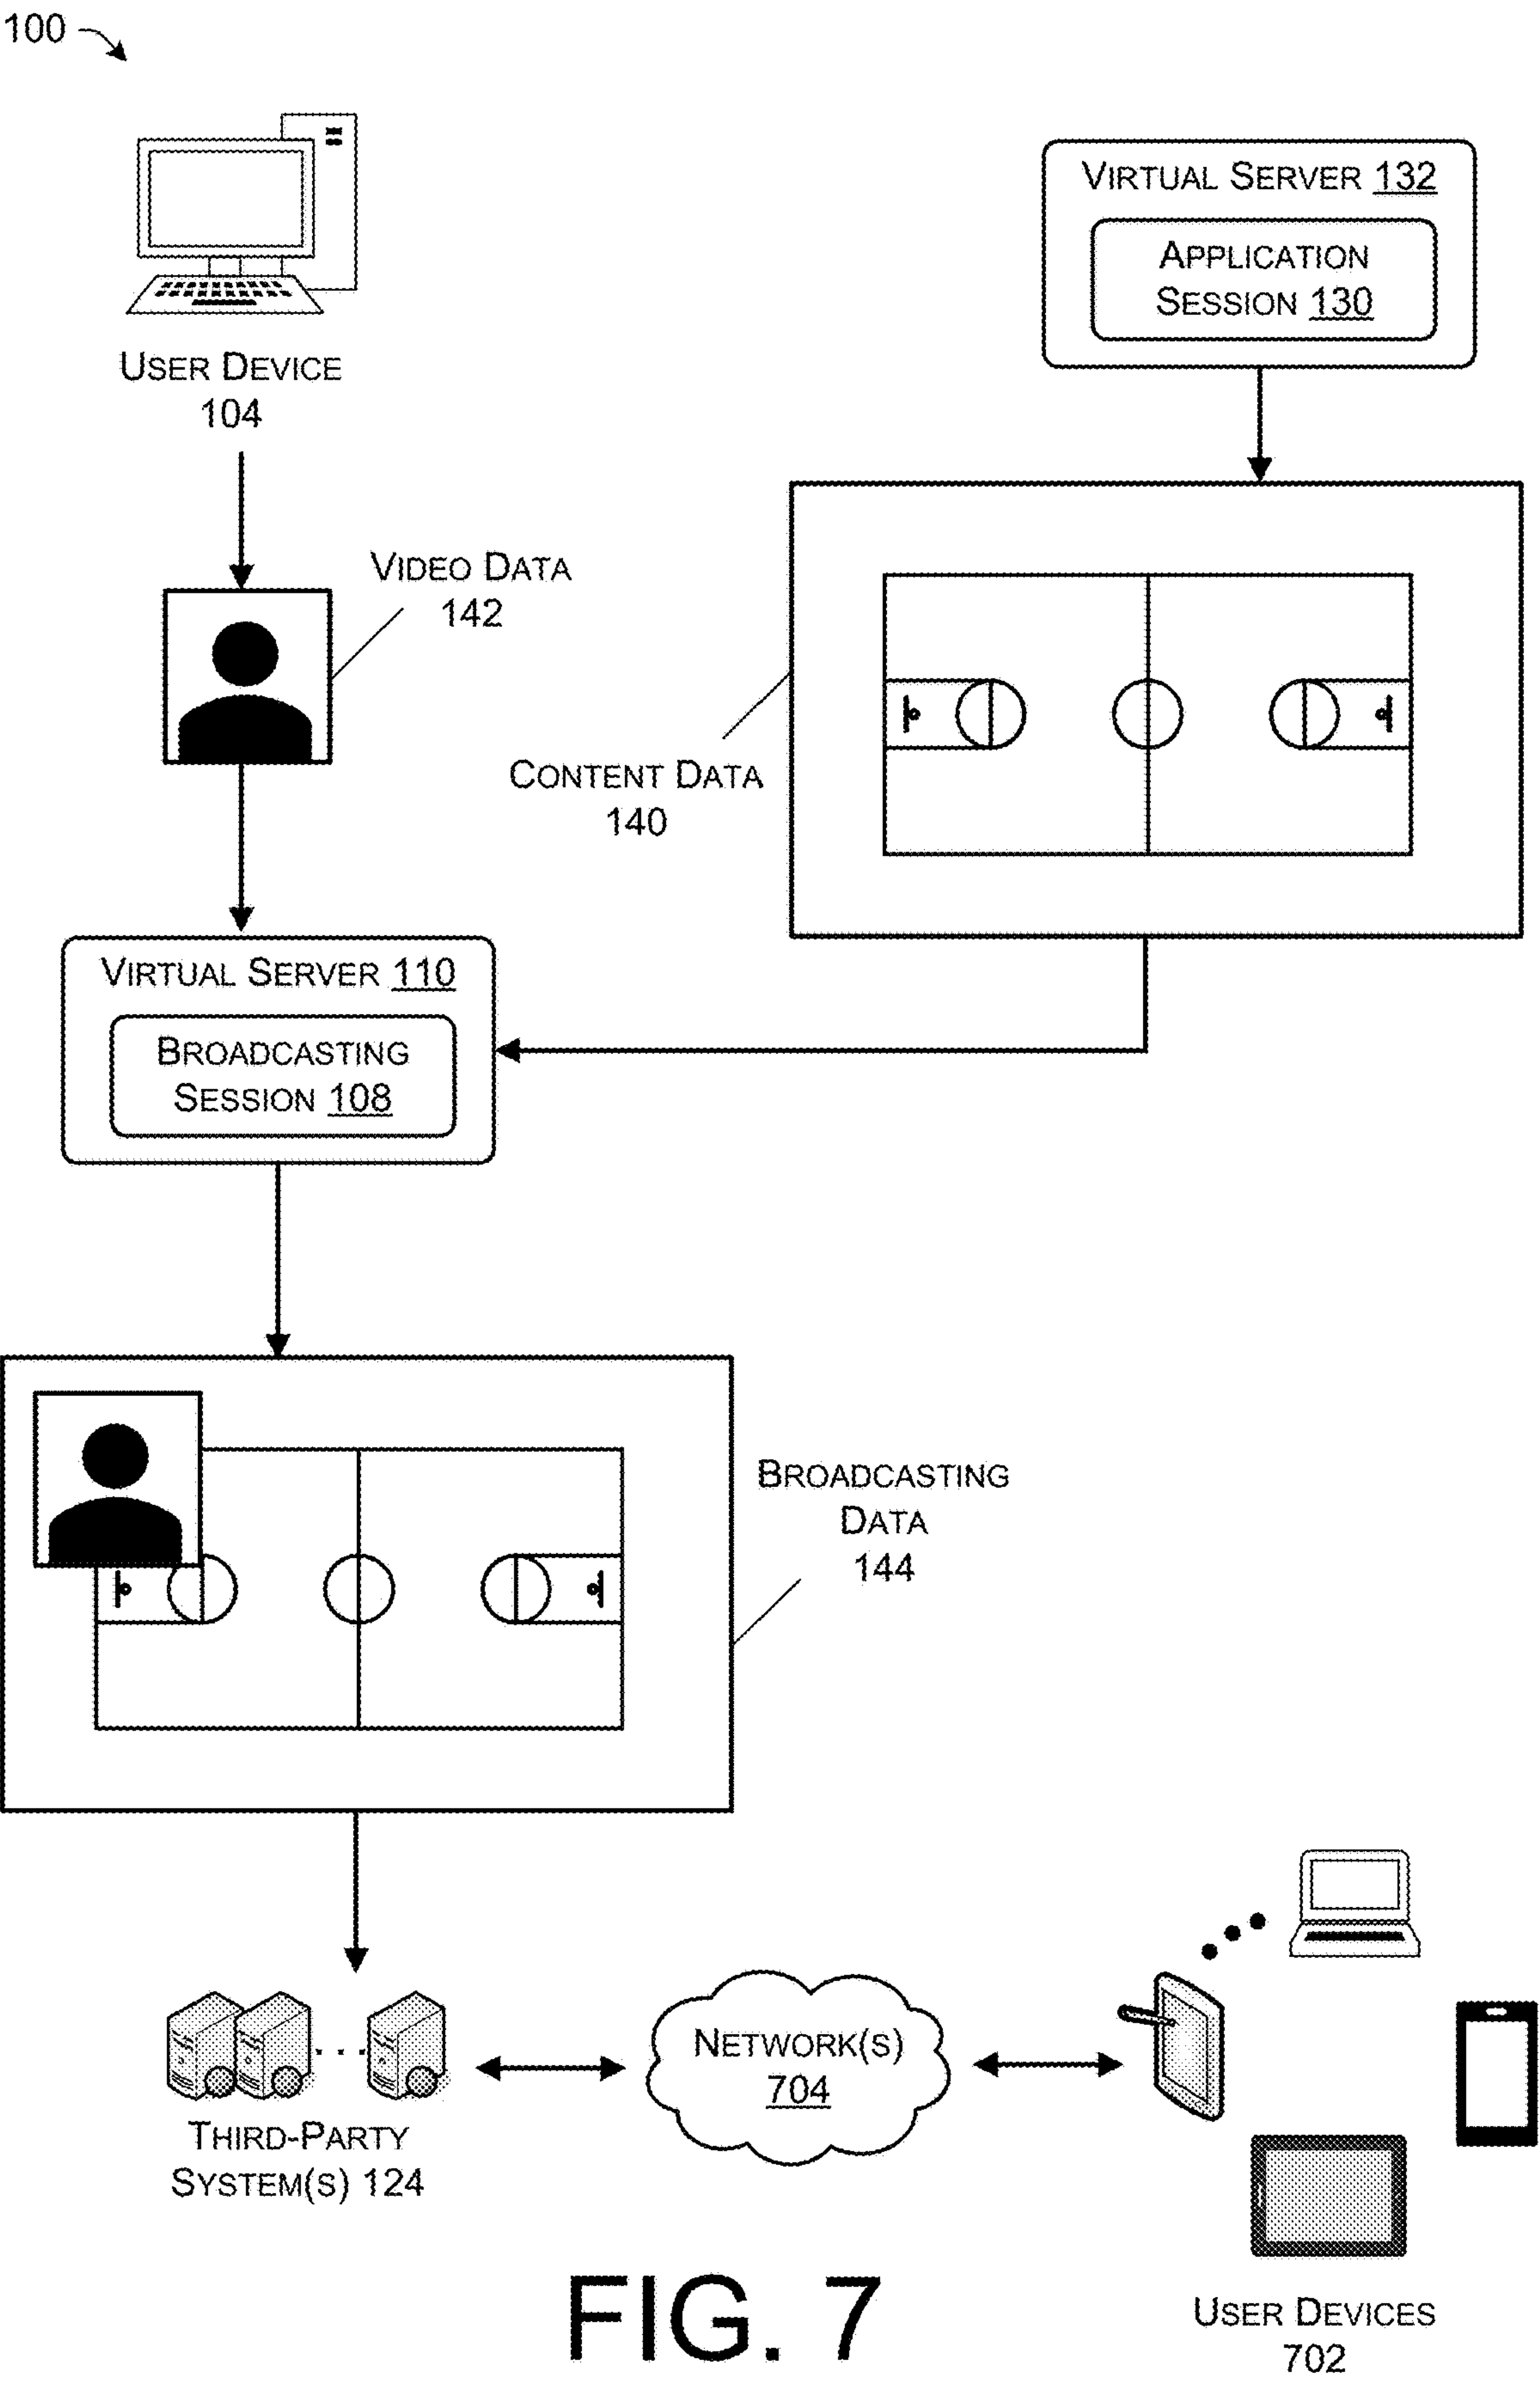 100
VIRTUAL SERVER 132
APPLICATION
SESSION 130
USER DEVICE
104
VIDEO DATA
142
CONTENT DATA
140
VIRTUAL SERVER 110
BROADCASTING
SESSION 108
BROADCASTING
DATA
144
NETWORK(S)
704
THIRD-PARTY
SYSTEM(S) 124
USER DEVICES
702
FIG. 7